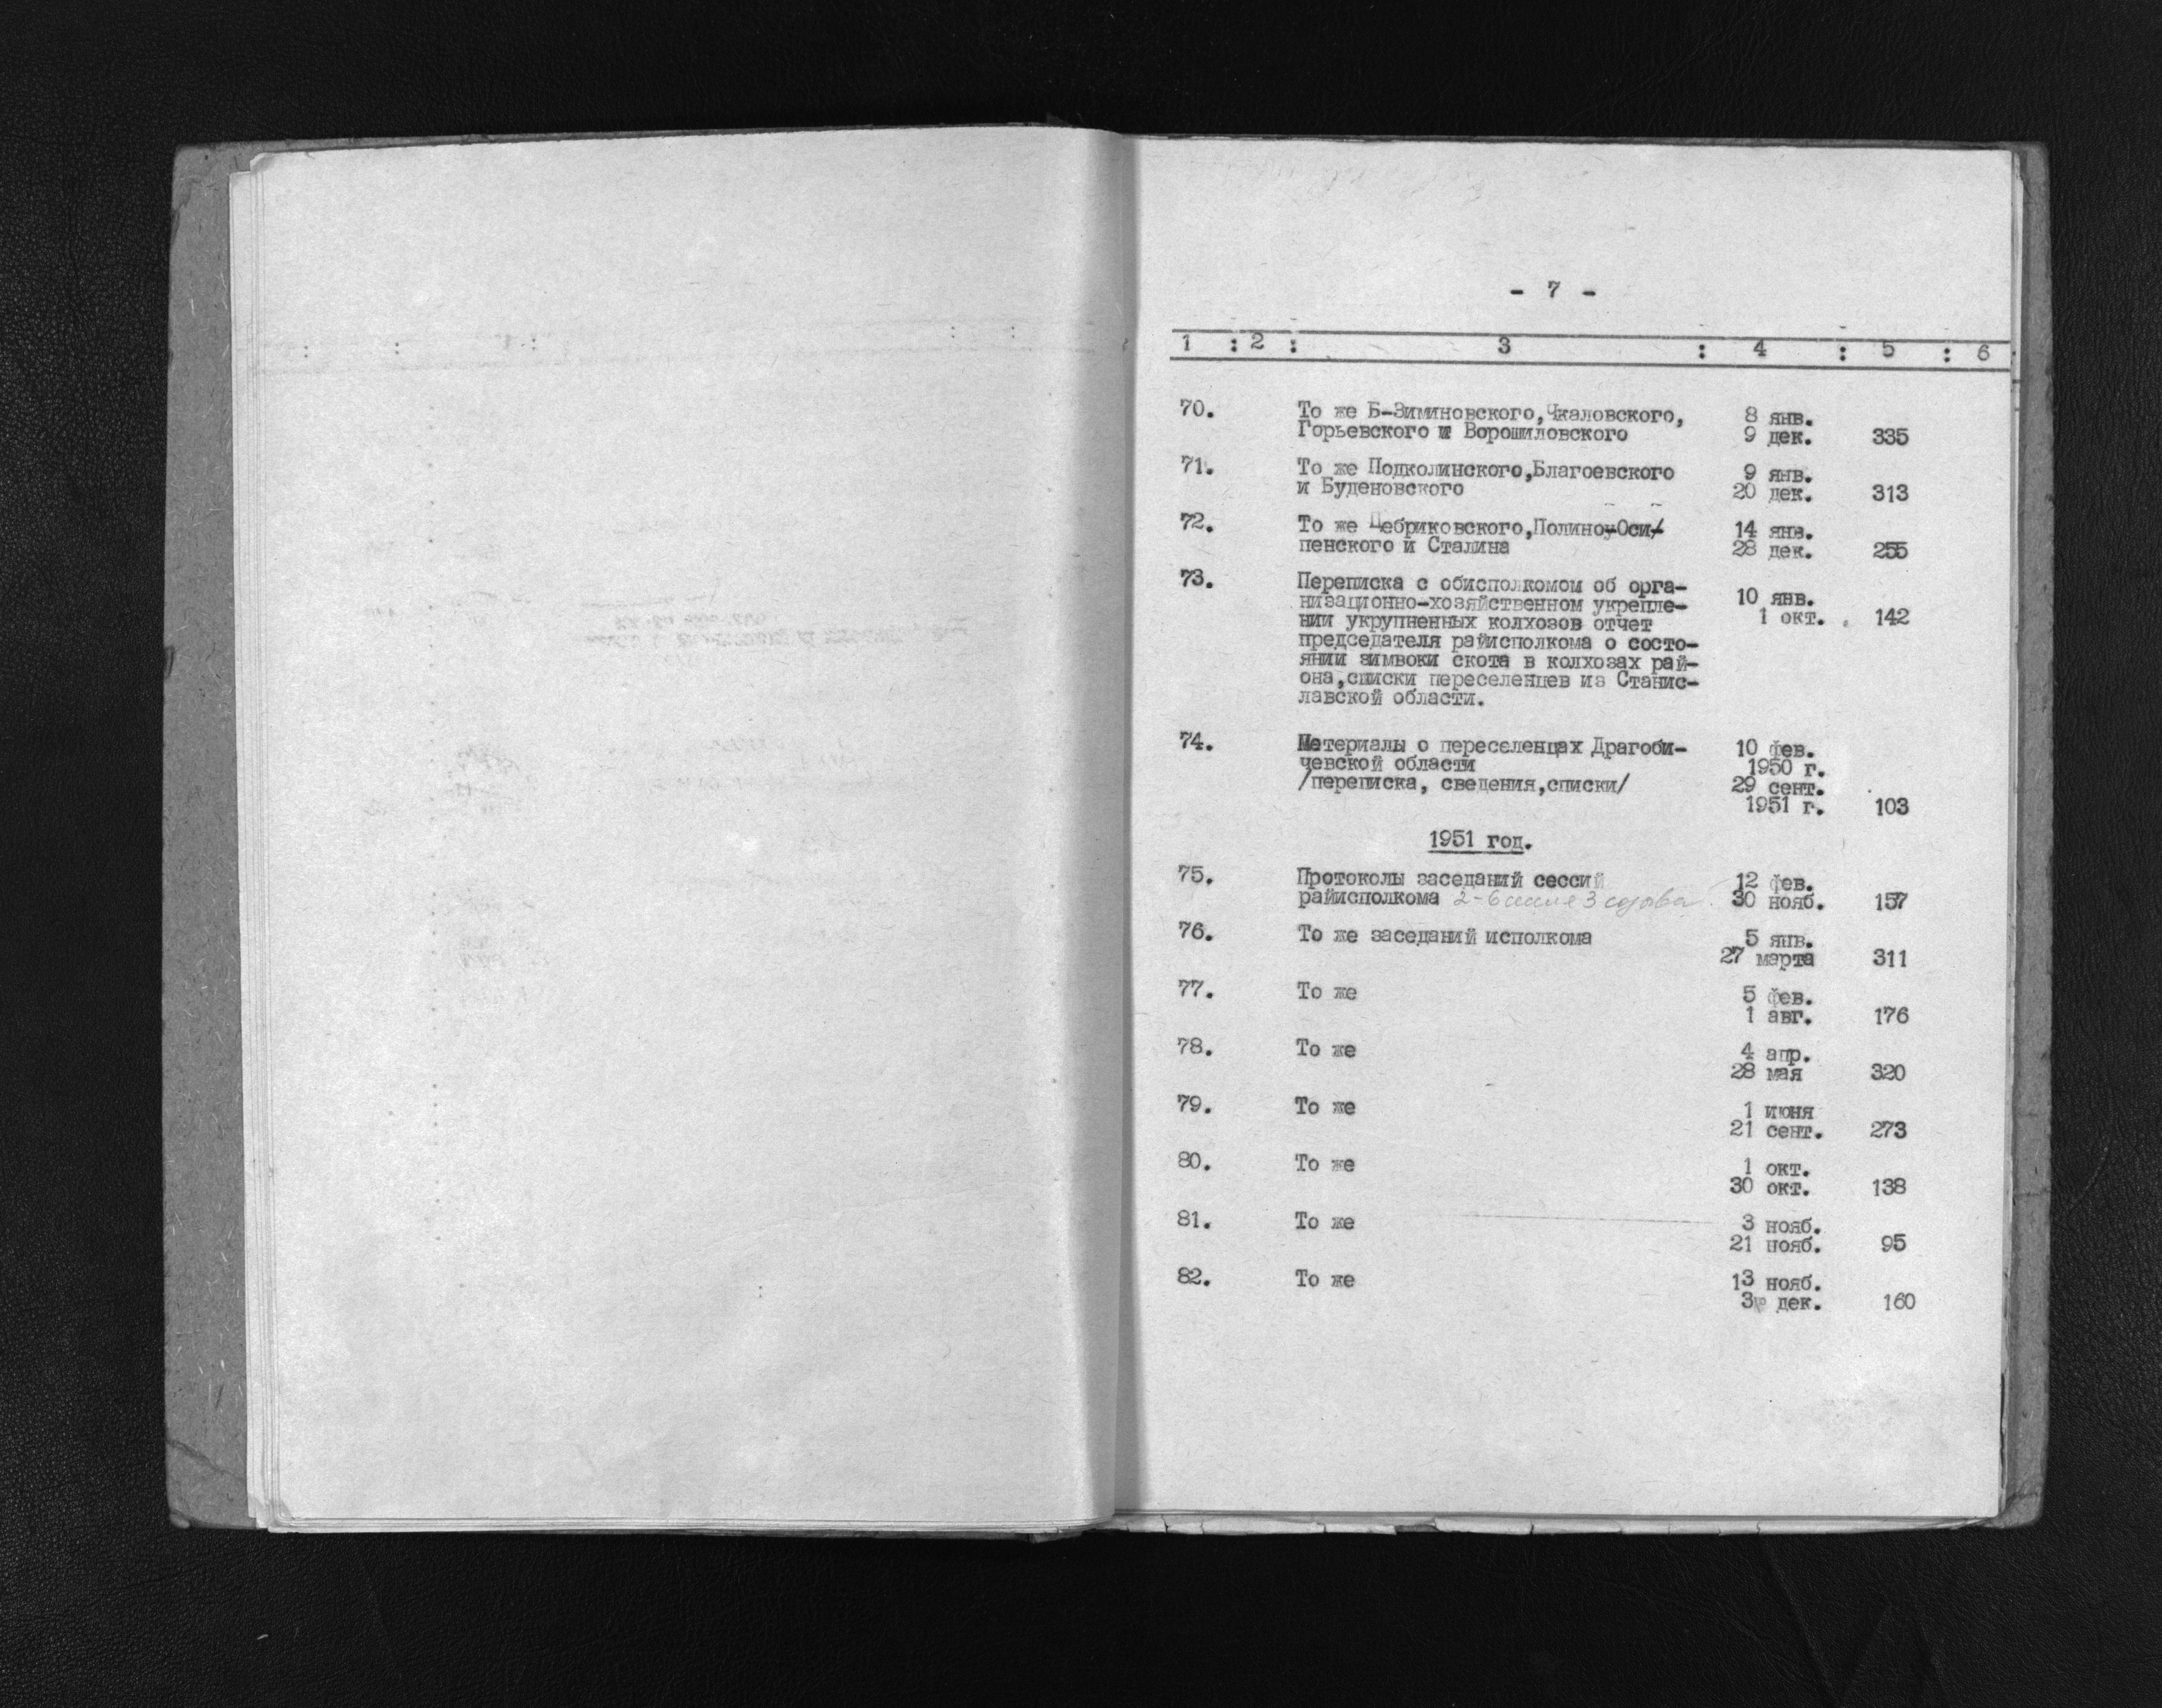 - 7 -
1 : 2 : 3 : 4 : 5 : 6
70. То же Б-Зиминовского,Чкаловского, 8 янв.
Горьевского и Ворошиловского 9 дек. 335
71. То же Подколинского,Благоевского 9 янв.
и Буденовского 20 дек. 313
72. То же Цебриковского,Полино-Оси/ 14 янв.
пенского и Сталина 28 дек. 255
73. Переписка с обисполкомом об орга-
низационно-хозяйственном укрепле- 10 янв.
нии укрупненных колхозов отчет 1 окт. 142
председателя райисполкома о состо-
янии зимвоки скота в колхозах рай-
она,списки переселенцев из Станис-
лавской области.
74. Материалы о переселенцах Драгоби- 10 фев.
чевской области 1950 г.
/переписка, сведения,списки/ 29 сент.
1951 г. 103
1951 год.
75. Протоколы заседаний сессий 12 фев.
райисполкома 2-6 3 созыва 30 нояб. 157
76. То же заседаний исполкома 5 янв.
27 марта 311
77. То же 5 фев.
1 авг. 176
78. То же 4 апр.
28 мая 320
79. То же 1 июня
21 сент. 273
80. То же 1 окт.
30 окт. 138
81. То же 3 нояб.
21 нояб. 95
82. То же 13 нояб.
дек. 160